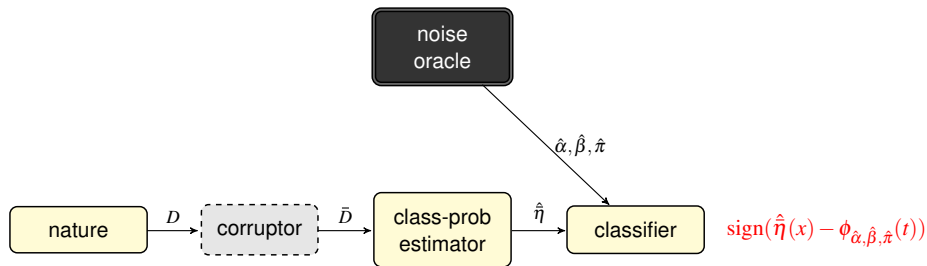 noise
oracle
α̂, β̂, π̂
nature
D
corruptor
D̄
class-prob
estimator
η̄̂
classifier
sign(η̄̂(x) − ϕ_{α̂,β̂,π̂}(t))